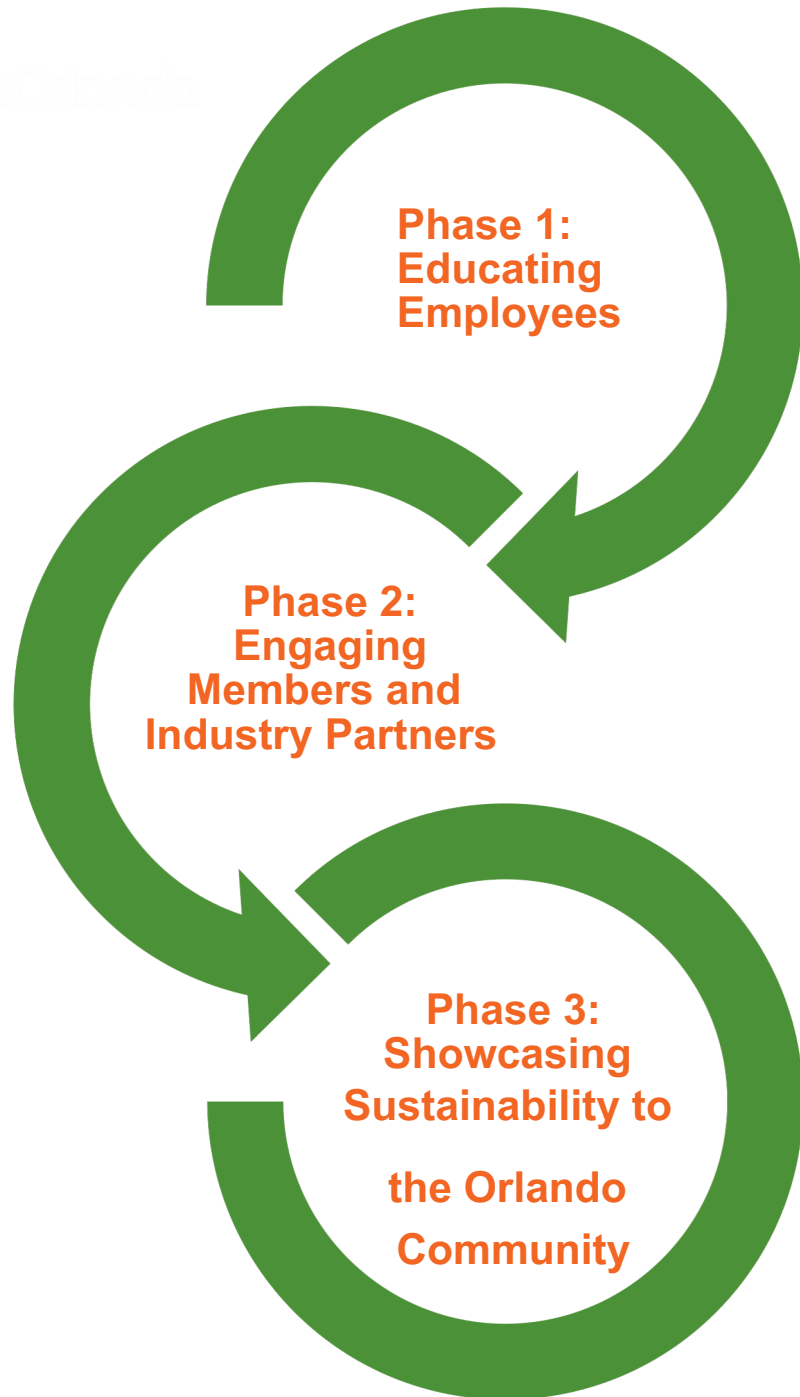 Phase 1:
Educating
Employees
Phase 2:
Engaging
Members and
Industry Partners
Phase 3:
Showcasing
Sustainability to
the Orlando
Community